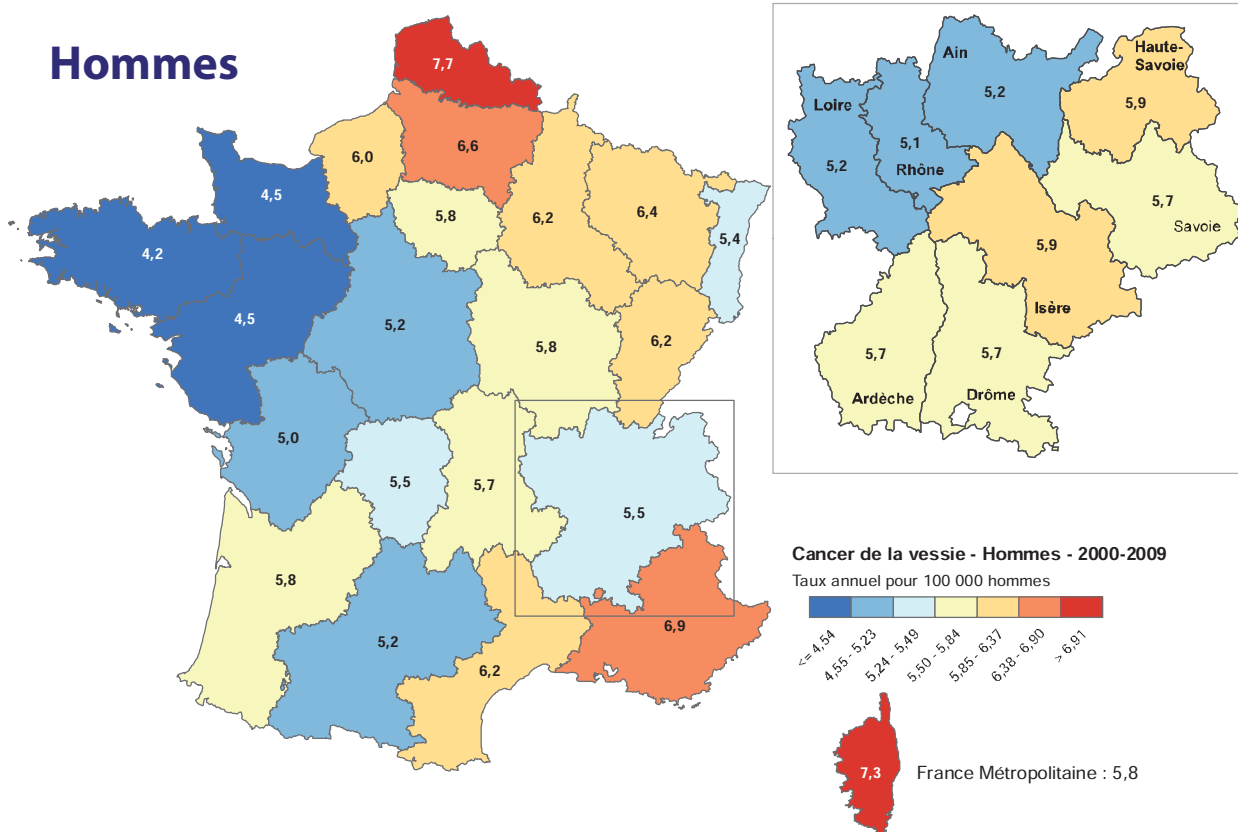 Hommes
7,7
6,6
6,0
4,5
5,8
6,2
6,4
5,4
4,2
4,5
5,2
5,8
6,2
5,0
5,5
5,7
5,5
5,8
5,2
6,2
6,9
Ain
5,2
Haute-
Savoie
5,9
Loire
5,2
5,1
Rhône
5,7
Savoie
5,9
Isère
5,7
Ardèche
5,7
Drôme
Cancer de la vessie - Hommes - 2000-2009
Taux annuel pour 100 000 hommes
<= 4,54
4,55 - 5,23
5,24 - 5,49
5,50 - 5,84
5,85 - 6,37
6,38 - 6,90
> 6,91
7,3
France Métropolitaine : 5,8